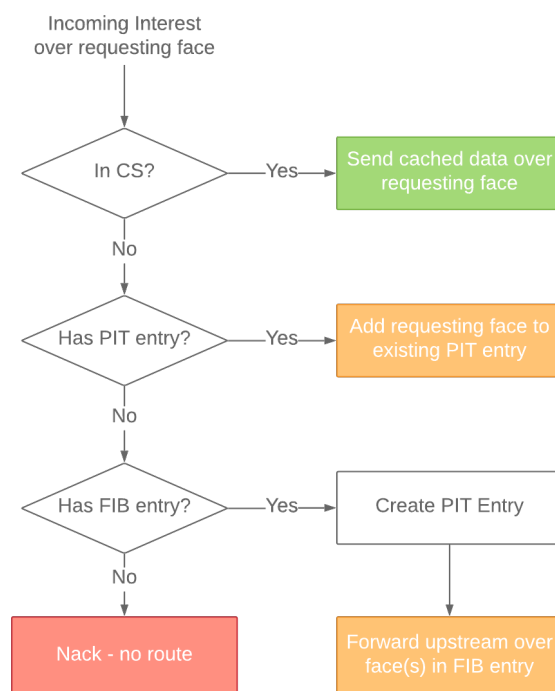 Incoming Interest
over requesting face
In CS?
Yes
Send cached data over
requesting face
No
Has PIT entry?
Yes
Add requesting face to
existing PIT entry
No
Has FIB entry?
Yes
Create PIT Entry
No
Nack - no route
Forward upstream over
face(s) in FIB entry